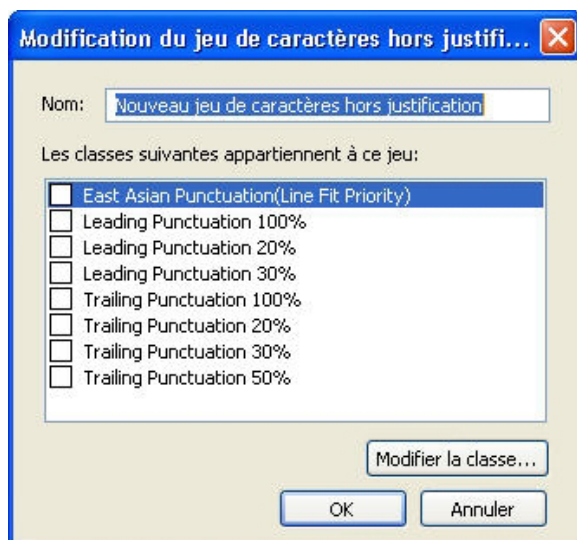 Modification du jeu de caractères hors justifi...
Nom: Nouveau jeu de caractères hors justification
Les classes suivantes appartiennent à ce jeu:
East Asian Punctuation(Line Fit Priority)
Leading Punctuation 100%
Leading Punctuation 20%
Leading Punctuation 30%
Trailing Punctuation 100%
Trailing Punctuation 20%
Trailing Punctuation 30%
Trailing Punctuation 50%
Modifier la classe...
OK Annuler